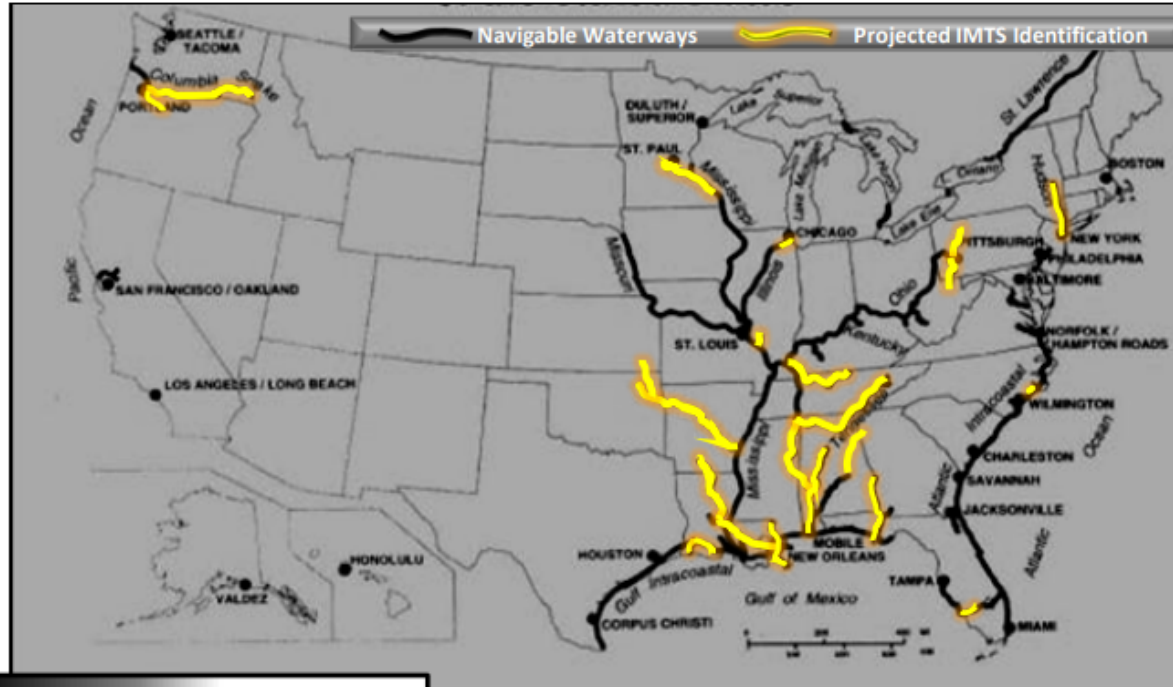 Navigable Waterways
Projected IMTS Identification
SEATTLE /
TACOMA
Columbia
Snake
PORTLAND
Ocean
Pacific
DULUTH /
SUPERIOR
Lake Superior
ST. PAUL
Mississippi
Lake Michigan
Lake Huron
St. Lawrence
L. Ontario
Lake Erie
Hudson
BOSTON
CHICAGO
PITTSBURGH
NEW YORK
PHILADELPHIA
BALTIMORE
Missouri
Illinois
Ohio
SAN FRANCISCO / OAKLAND
ST. LOUIS
Kentucky
NORFOLK /
HAMPTON ROADS
LOS ANGELES / LONG BEACH
Intracoastal
WILMINGTON
Ocean
Tennessee
Mississippi
CHARLESTON
SAVANNAH
Atlantic
JACKSONVILLE
MOBILE
NEW ORLEANS
HOUSTON
Gulf Intracoastal
Atlantic
HONOLULU
VALDEZ
TAMPA
Gulf of Mexico
CORPUS CHRISTI
MIAMI